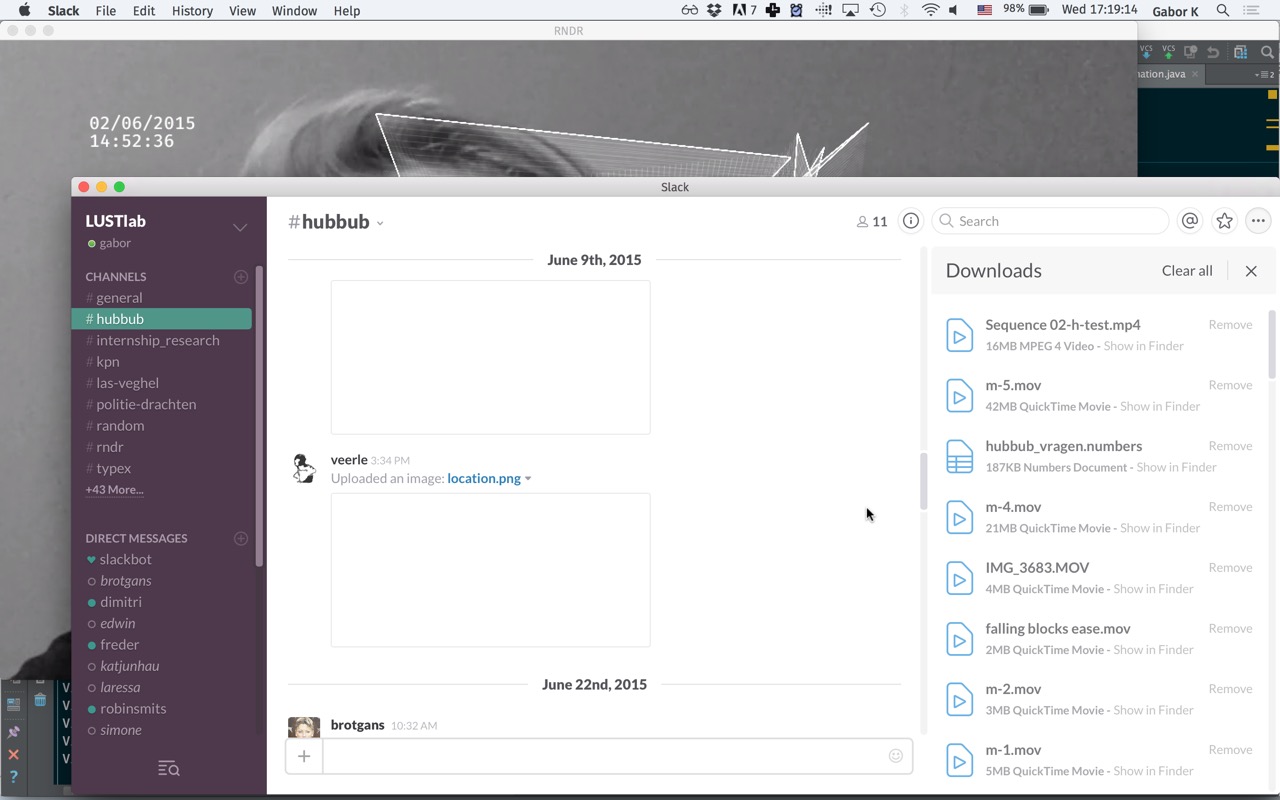 Slack File Edit History View Window Help 7 98% Wed 17:19:14 Gabor K
RNDR
VCS VCS
mation.java
2
02/06/2015
14:52:36
Slack
LUSTlab
gabor
CHANNELS
# general
# hubbub
# internship_research
# kpn
# las-veghel
# politie-drachten
# random
# rndr
# typex
+43 More...
DIRECT MESSAGES
slackbot
brotgans
dimitri
edwin
freder
katjunhau
laressa
robinsmits
simone
#hubbub
11
Search
June 9th, 2015
veerle 3:34 PM
Uploaded an image: location.png
June 22nd, 2015
brotgans 10:32 AM
Downloads Clear all
Sequence 02-h-test.mp4 Remove
16MB MPEG 4 Video - Show in Finder
m-5.mov Remove
42MB QuickTime Movie - Show in Finder
hubbub_vragen.numbers Remove
187KB Numbers Document - Show in Finder
m-4.mov Remove
21MB QuickTime Movie - Show in Finder
IMG_3683.MOV Remove
4MB QuickTime Movie - Show in Finder
falling blocks ease.mov Remove
2MB QuickTime Movie - Show in Finder
m-2.mov Remove
3MB QuickTime Movie - Show in Finder
m-1.mov Remove
5MB QuickTime Movie - Show in Finder
V
V
V
V
V